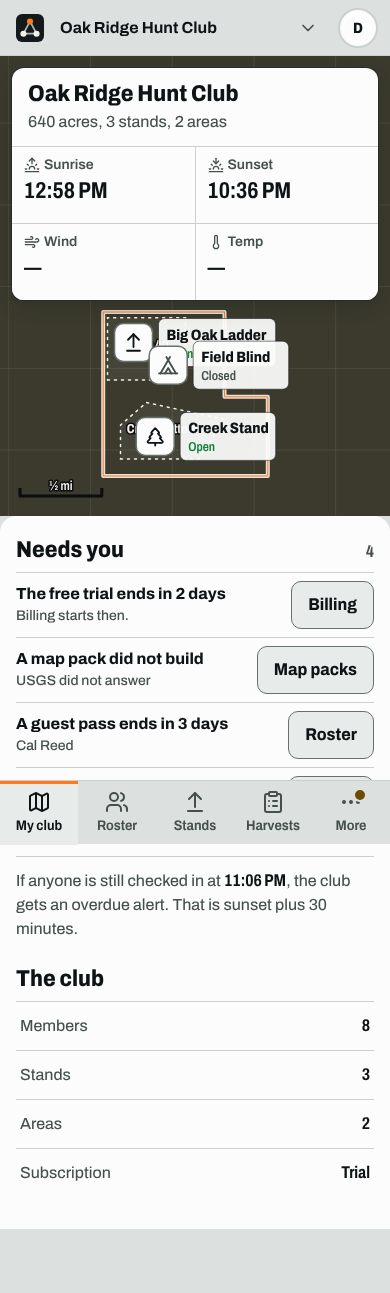 Oak Ridge Hunt Club
D
Oak Ridge Hunt Club
640 acres, 3 stands, 2 areas
Sunrise
12:58 PM
Sunset
10:36 PM
Wind
—
Temp
—
Big Oak Ladder
Field Blind
Closed
Creek Stand
Open
½ mi
Needs you
4
The free trial ends in 2 days
Billing starts then.
Billing
A map pack did not build
USGS did not answer
Map packs
A guest pass ends in 3 days
Cal Reed
Roster
My club
Roster
Stands
Harvests
More
If anyone is still checked in at 11:06 PM, the club
gets an overdue alert. That is sunset plus 30
minutes.
The club
Members
8
Stands
3
Areas
2
Subscription
Trial